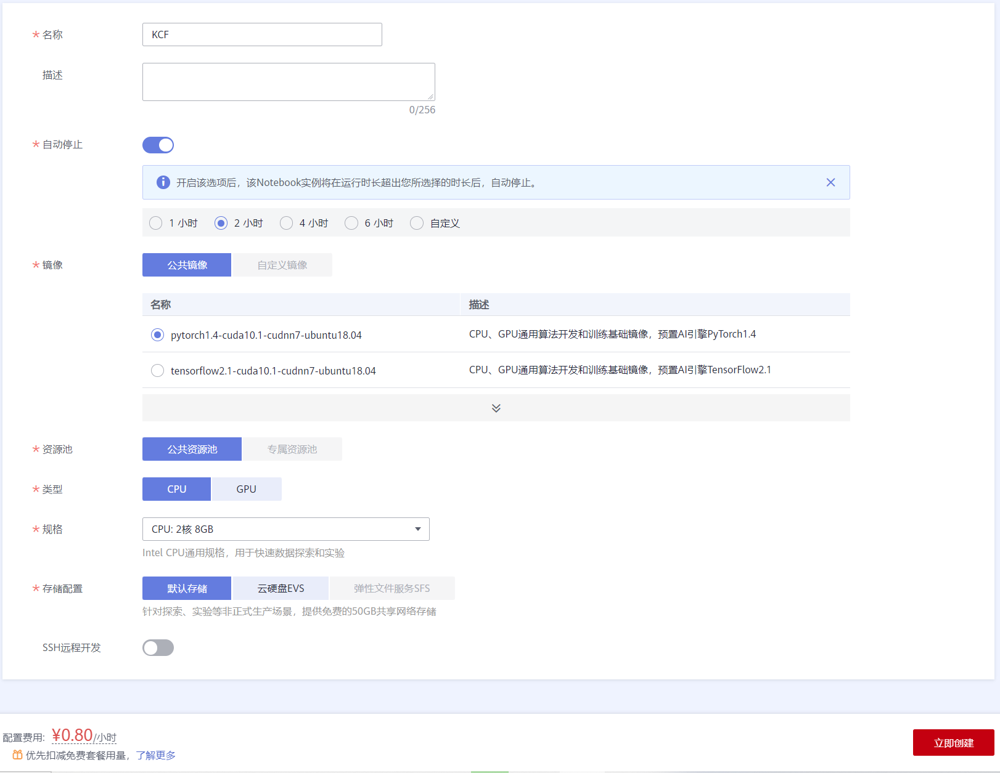 * 名称 KCF
描述
0/256
* 自动停止
开启该选项后，该Notebook实例将在运行时长超出您所选择的时长后，自动停止。
1 小时 2 小时 4 小时 6 小时 自定义
* 镜像 公共镜像 自定义镜像
名称 描述
pytorch1.4-cuda10.1-cudnn7-ubuntu18.04 CPU、GPU通用算法开发和训练基础镜像，预置AI引擎PyTorch1.4
tensorflow2.1-cuda10.1-cudnn7-ubuntu18.04 CPU、GPU通用算法开发和训练基础镜像，预置AI引擎TensorFlow2.1
* 资源池 公共资源池 专属资源池
* 类型 CPU GPU
* 规格 CPU: 2核 8GB
Intel CPU通用规格，用于快速数据探索和实验
* 存储配置 默认存储 云硬盘EVS 弹性文件服务SFS
针对探索、实验等非正式生产场景，提供免费的50GB共享网络存储
SSH远程开发
配置费用: ¥0.80/小时
优先扣减免费套餐用量，了解更多
立即创建